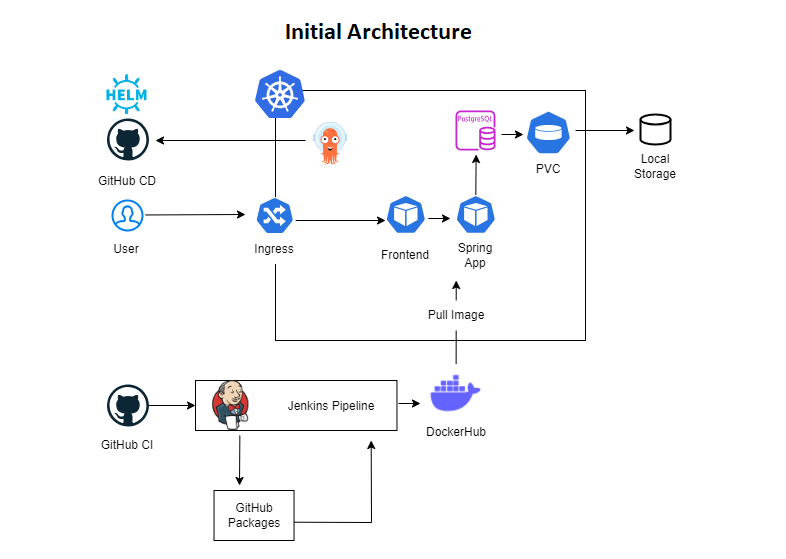 Initial Architecture
HELM
GitHub CD
PostgreSQL
PVC
Local
Storage
User
Ingress
Frontend
Spring
App
Pull Image
GitHub CI
Jenkins Pipeline
DockerHub
GitHub
Packages